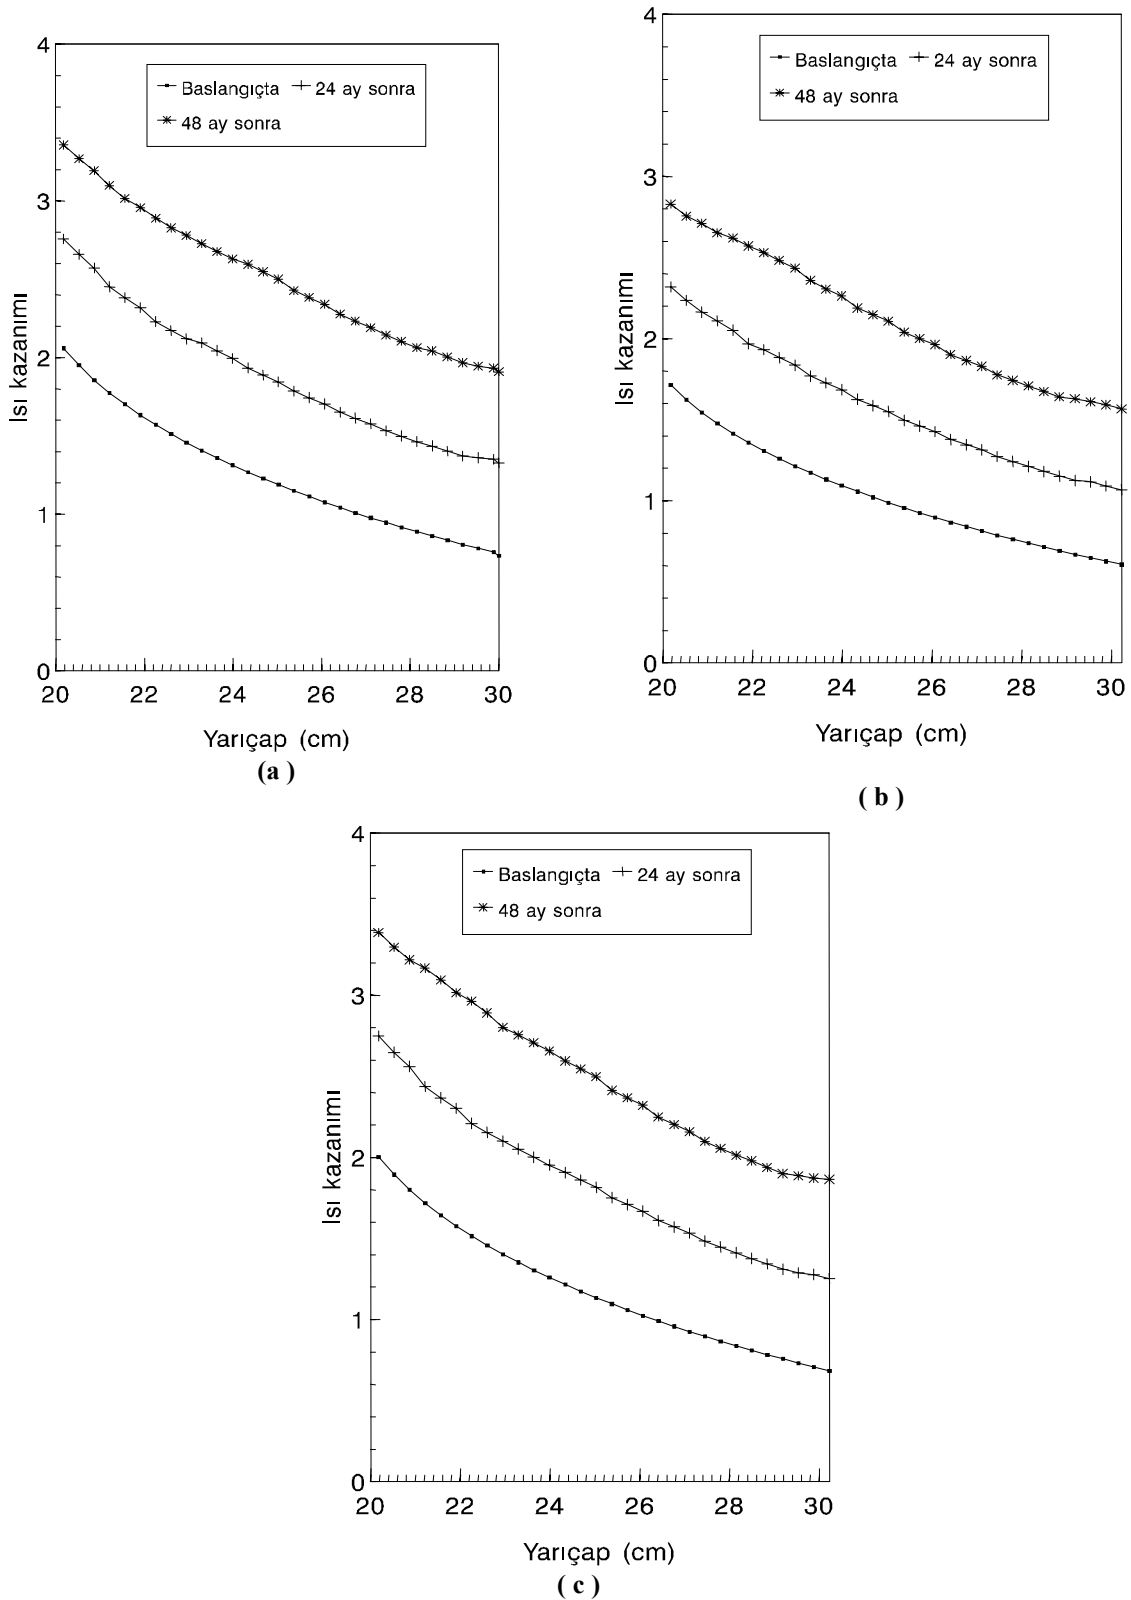 4
3
2
1
0
Isı kazanımı
Baslangıçta 24 ay sonra
48 ay sonra
20 22 24 26 28 30
Yarıçap (cm)
(a )
4
3
2
1
0
Isı kazanımı
Baslangıçta 24 ay sonra
48 ay sonra
20 22 24 26 28 30
Yarıçap (cm)
( b )
4
3
2
1
0
Isı kazanımı
Baslangıçta 24 ay sonra
48 ay sonra
20 22 24 26 28 30
Yarıçap (cm)
( c )